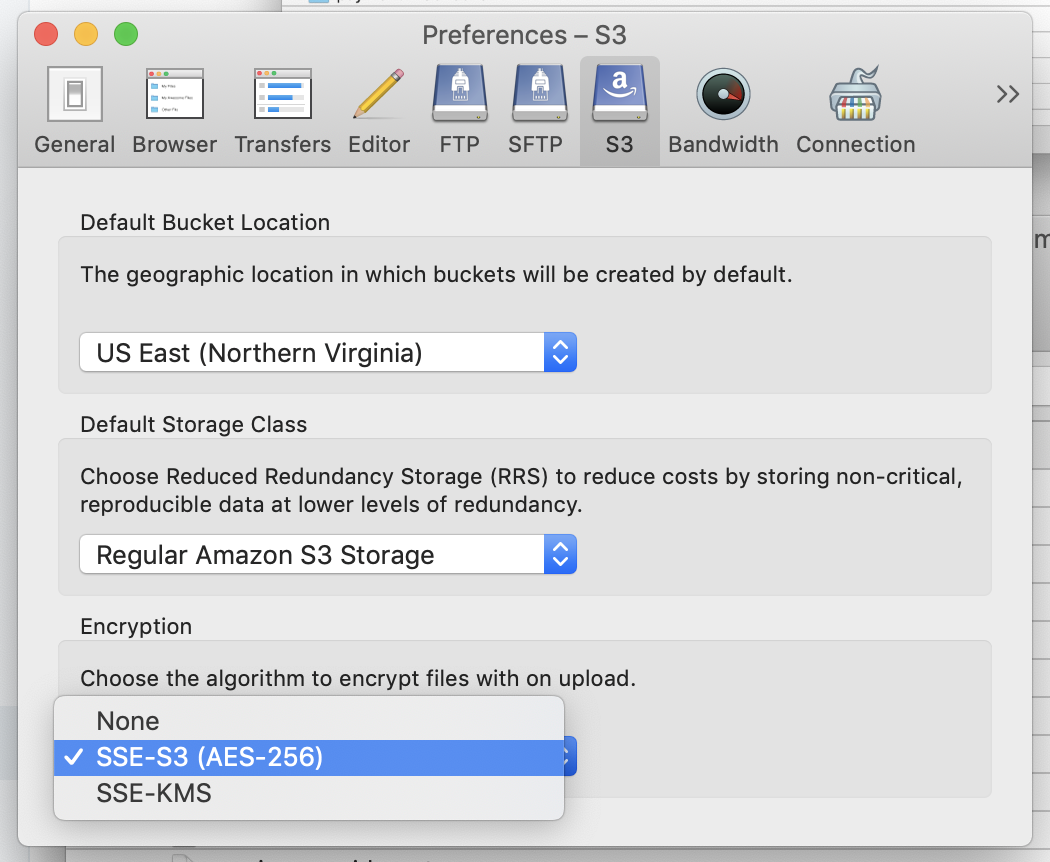 Preferences – S3
General Browser Transfers Editor FTP SFTP S3 Bandwidth Connection
Default Bucket Location
The geographic location in which buckets will be created by default.
US East (Northern Virginia)
Default Storage Class
Choose Reduced Redundancy Storage (RRS) to reduce costs by storing non-critical,
reproducible data at lower levels of redundancy.
Regular Amazon S3 Storage
Encryption
Choose the algorithm to encrypt files with on upload.
None
SSE-S3 (AES-256)
SSE-KMS